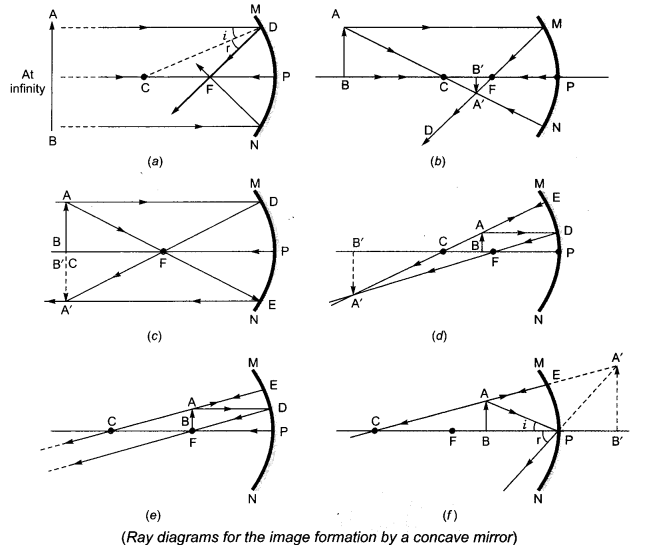 A M D i r
At infinity
C F P
B N
(a)
A M
B C B' F P
A' D N
(b)
A M D
B F P
B' C
A' E
N
(c)
M E
A D
B' C B F P
A'
N
(d)
M E
A D
C B F P
N
(e)
M A'
A E
C F B i r P B'
N
(f)
(Ray diagrams for the image formation by a concave mirror)